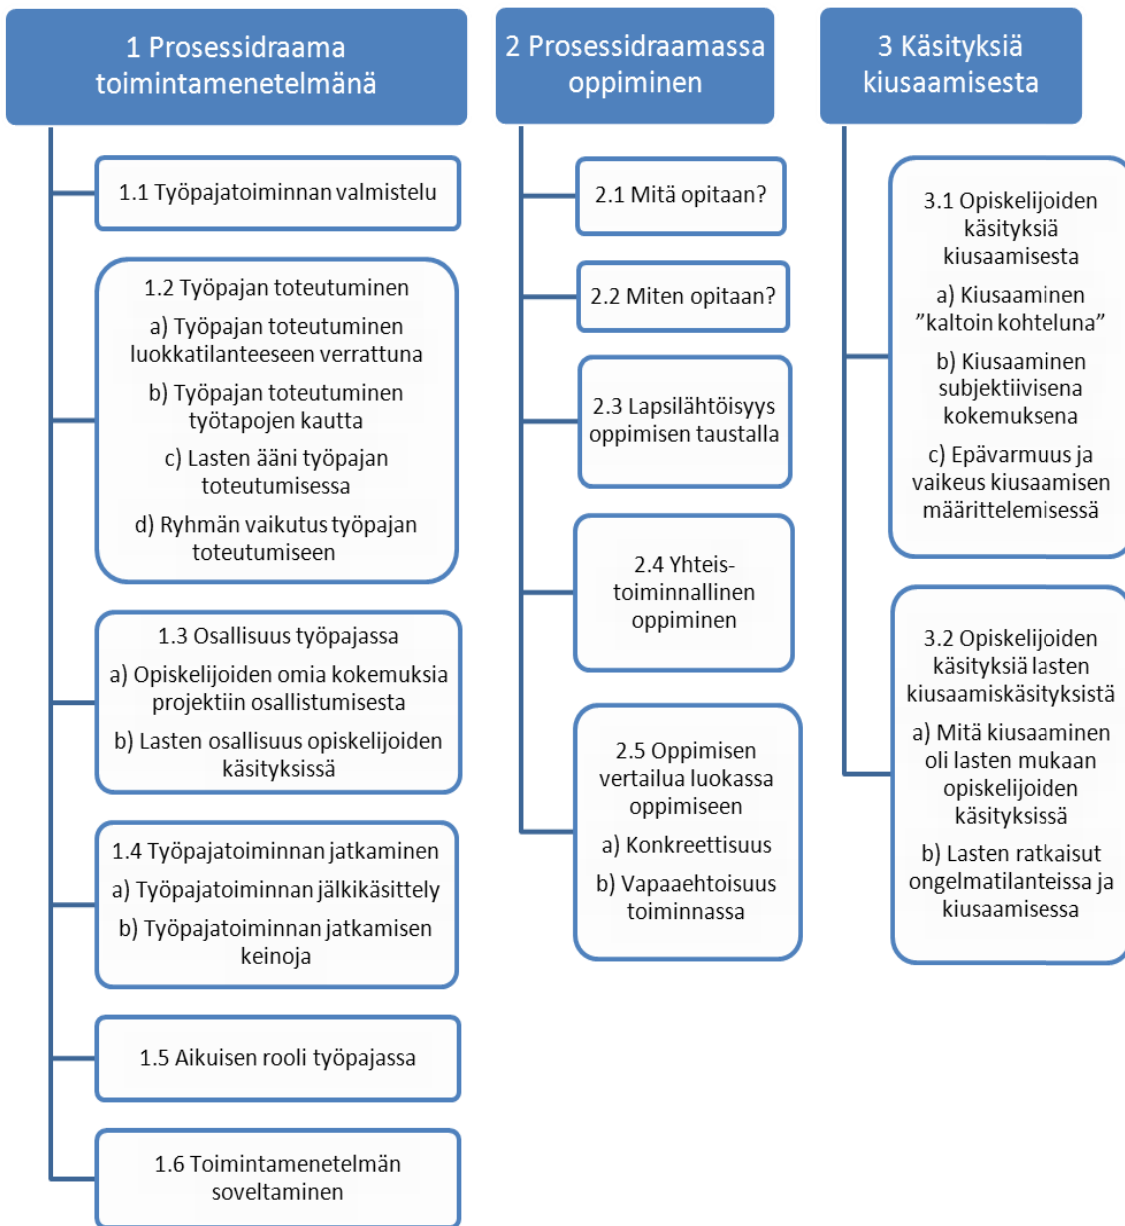 1 Prosessidraama
toimintamenetelmänä
1.1 Työpajatoiminnan valmistelu
1.2 Työpajan toteutuminen
a) Työpajan toteutuminen
luokkatilanteeseen verrattuna
b) Työpajan toteutuminen
työtapojen kautta
c) Lasten ääni työpajan
toteutumisessa
d) Ryhmän vaikutus työpajan
toteutumiseen
1.3 Osallisuus työpajassa
a) Opiskelijoiden omia kokemuksia
projektiin osallistumisesta
b) Lasten osallisuus opiskelijoiden
käsityksissä
1.4 Työpajatoiminnan jatkaminen
a) Työpajatoiminnan jälkikäsittely
b) Työpajatoiminnan jatkamisen
keinoja
1.5 Aikuisen rooli työpajassa
1.6 Toimintamenetelmän
soveltaminen
2 Prosessidraamassa
oppiminen
2.1 Mitä opitaan?
2.2 Miten opitaan?
2.3 Lapsilähtöisyys
oppimisen taustalla
2.4 Yhteis-
toiminnallinen
oppiminen
2.5 Oppimisen
vertailua luokassa
oppimiseen
a) Konkreettisuus
b) Vapaaehtoisuus
toiminnassa
3 Käsityksiä
kiusaamisesta
3.1 Opiskelijoiden
käsityksiä
kiusaamisesta
a) Kiusaaminen
”kaltoin kohteluna”
b) Kiusaaminen
subjektiivisena
kokemuksena
c) Epävarmuus ja
vaikeus kiusaamisen
määrittelemisessä
3.2 Opiskelijoiden
käsityksiä lasten
kiusaamiskäsityksistä
a) Mitä kiusaaminen
oli lasten mukaan
opiskelijoiden
käsityksissä
b) Lasten ratkaisut
ongelmatilanteissa ja
kiusaamisessa